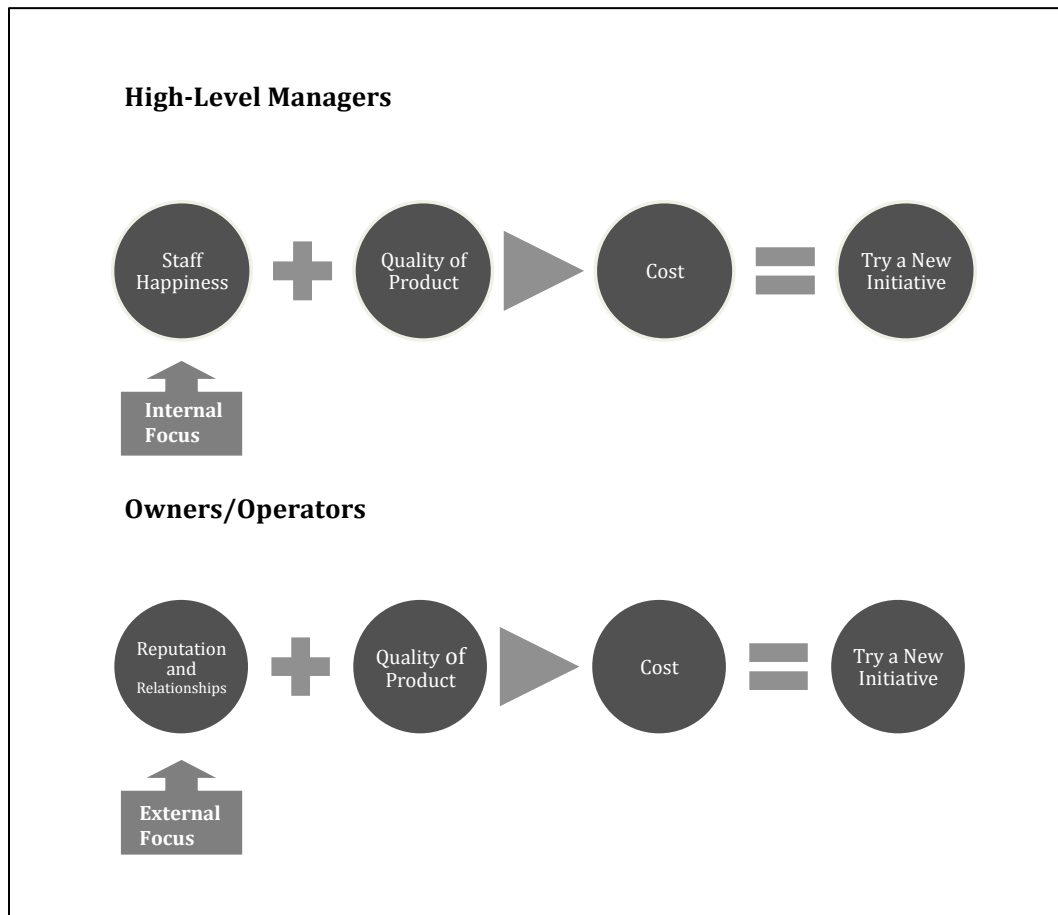 High-Level Managers
Staff
Happiness
Quality of
Product
Cost
Try a New
Initiative
Internal
Focus
Owners/Operators
Reputation
and
Relationships
Quality of
Product
Cost
Try a New
Initiative
External
Focus